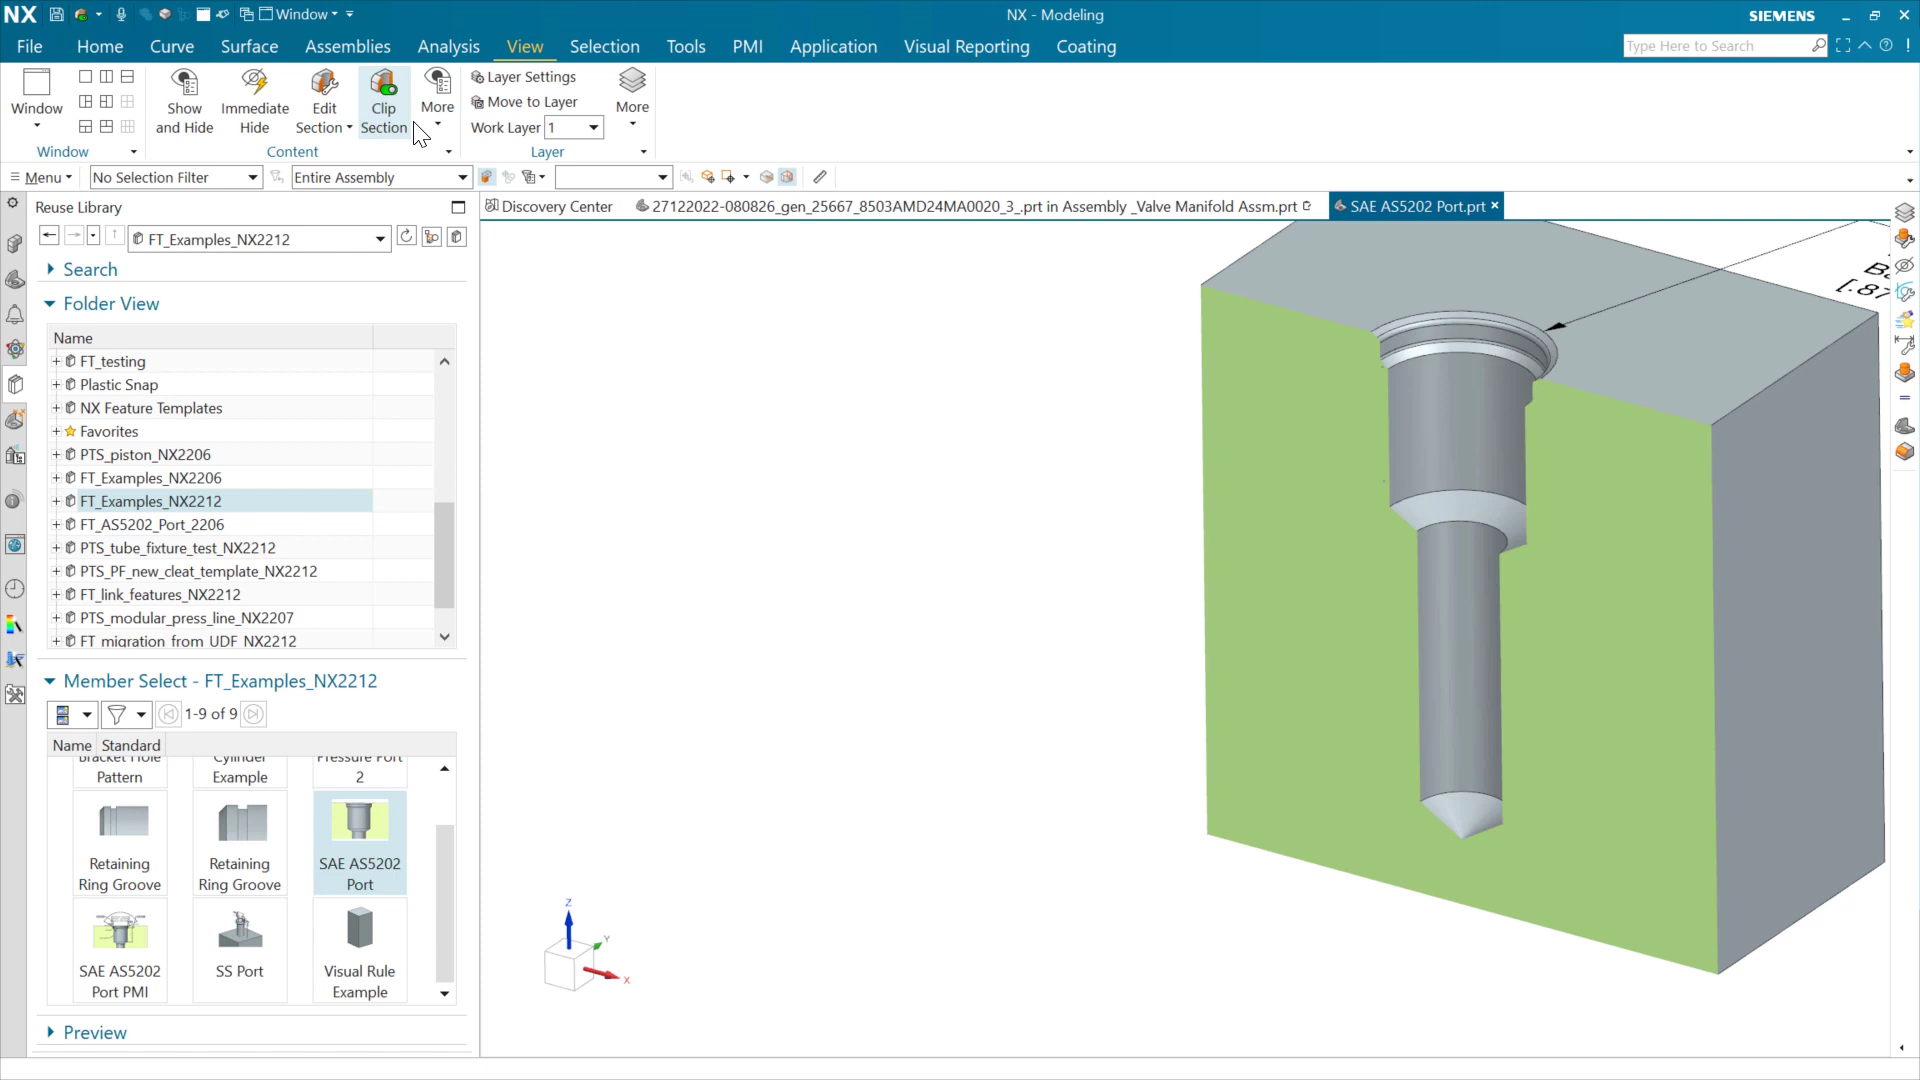 NX
Window
NX - Modeling
SIEMENS
File
Home
Curve
Surface
Assemblies
Analysis
View
Selection
Tools
PMI
Application
Visual Reporting
Coating
Type Here to Search
Window
Show
and Hide
Immediate
Hide
Edit
Section
Clip
Section
More
Layer Settings
Move to Layer
Work Layer 1
More
Window
Content
Layer
Menu
No Selection Filter
Entire Assembly
Reuse Library
Discovery Center
27122022-080826_gen_25667_8503AMD24MA0020_3_.prt in Assembly _Valve Manifold Assm.prt
SAE AS5202 Port.prt
FT_Examples_NX2212
Search
Folder View
Name
FT_testing
Plastic Snap
NX Feature Templates
Favorites
PTS_piston_NX2206
FT_Examples_NX2206
FT_Examples_NX2212
FT_AS5202_Port_2206
PTS_tube_fixture_test_NX2212
PTS_PF_new_cleat_template_NX2212
FT_link_features_NX2212
PTS_modular_press_line_NX2207
FT_migration_from_UDF_NX2212
Member Select - FT_Examples_NX2212
1-9 of 9
Name
Standard
Bracket Hole
Pattern
Cylinder
Example
Pressure Port
2
Retaining
Ring Groove
Retaining
Ring Groove
SAE AS5202
Port
SAE AS5202
Port PMI
SS Port
Visual Rule
Example
Preview
[.87
Z
Y
X